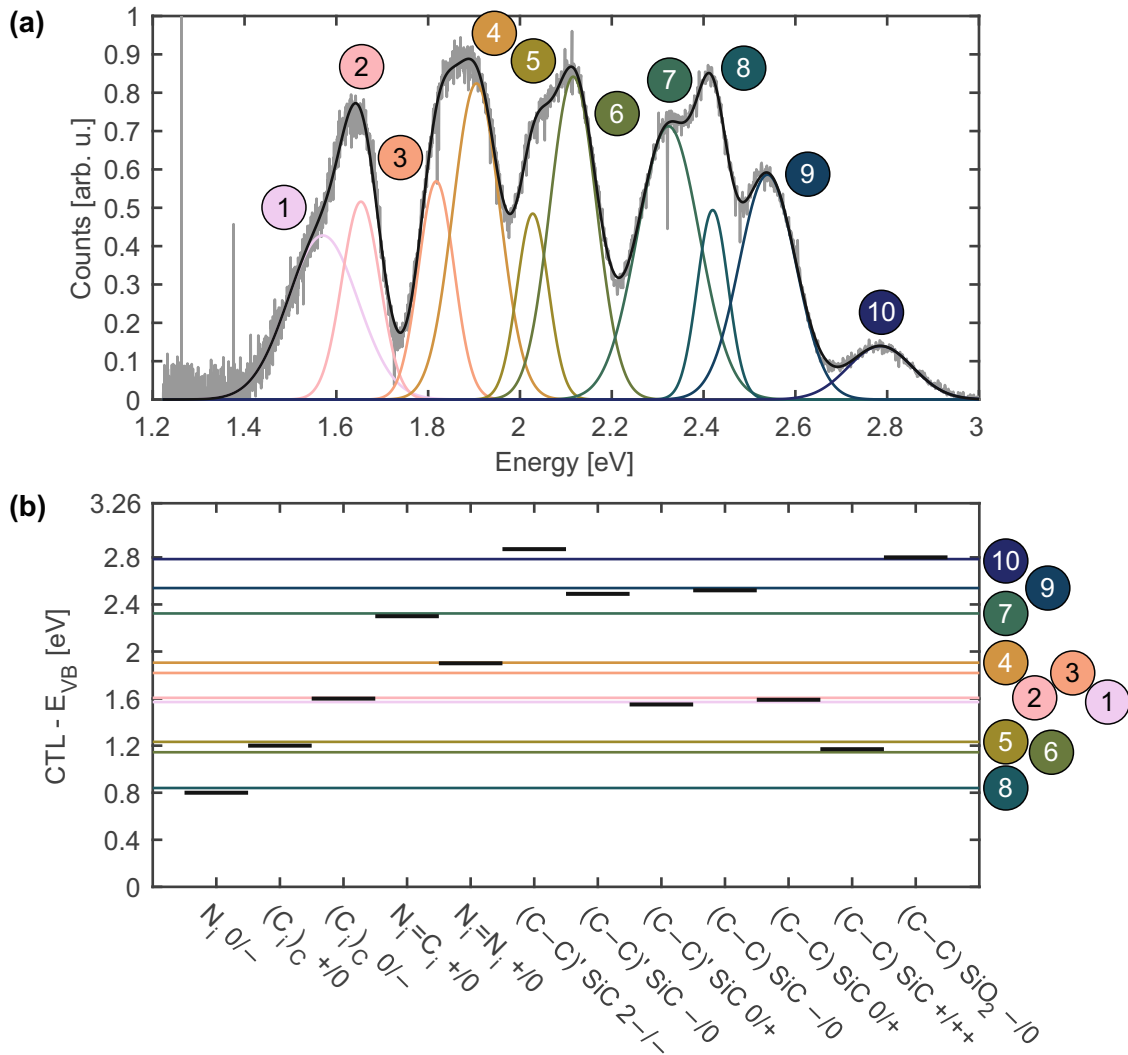 (a)
1
0.9
0.8
0.7
0.6
0.5
0.4
0.3
0.2
0.1
0
Counts [arb. u.]
1
2
3
4
5
6
7
8
9
10
1.2 1.4 1.6 1.8 2 2.2 2.4 2.6 2.8 3
Energy [eV]
(b)
3.26
2.8
2.4
2
1.6
1.2
0.8
0.4
0
CTL - E_VB [eV]
10
9
7
4
3
2
1
5
6
8
N_i 0/−
(C_i)_C +/0
(C_i)_C 0/−
N_i=C_i +/0
N_i=N_i +/0
(C−C)' SiC 2−/−
(C−C)' SiC −/0
(C−C)' SiC 0/+
(C−C) SiC −/0
(C−C) SiC 0/+
(C−C) SiC +/++
(C−C) SiO_2 −/0